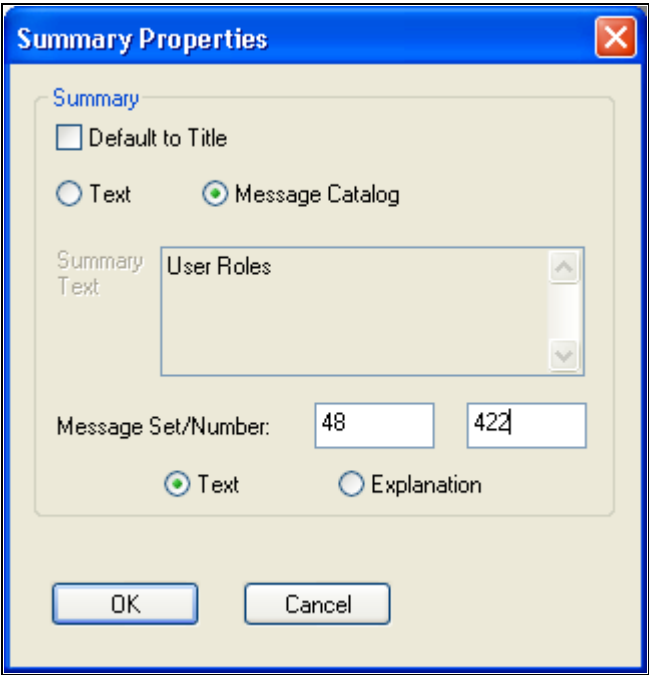 Summary Properties
Summary
Default to Title
Text Message Catalog
Summary Text
User Roles
Message Set/Number: 48 422
Text Explanation
OK Cancel